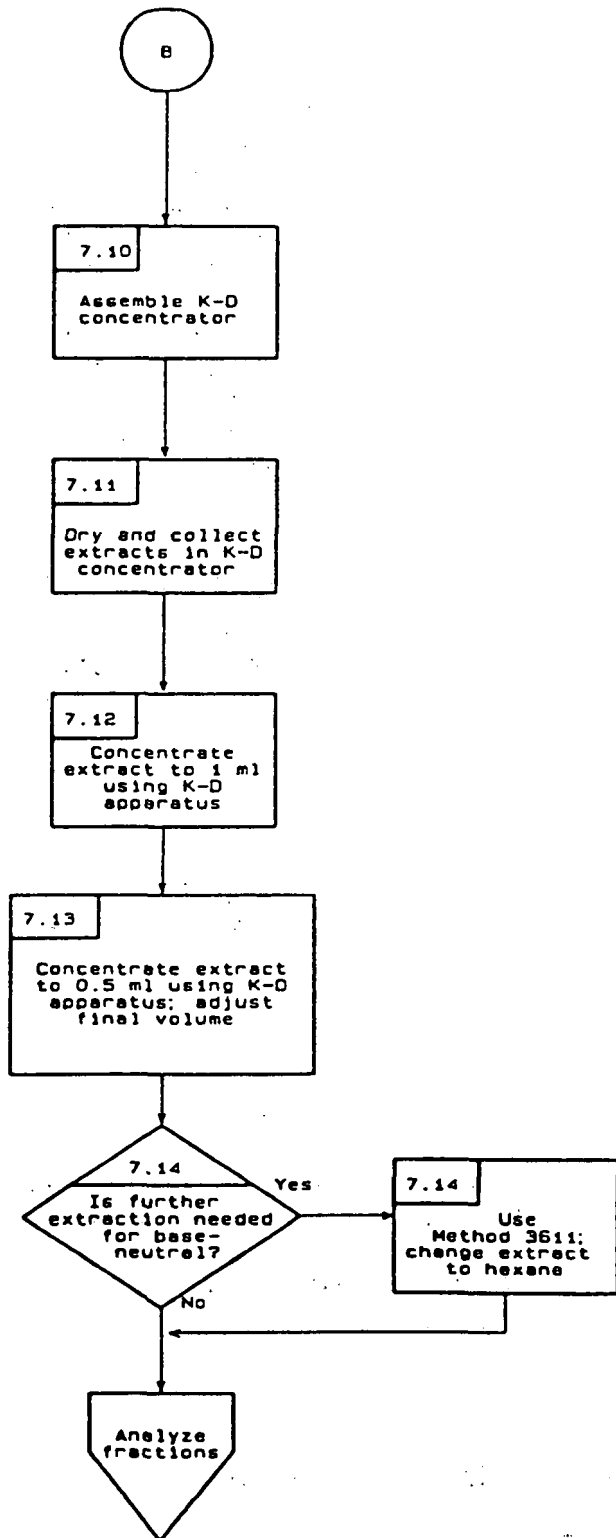 B
7.10
Assemble K-D
concentrator
7.11
Dry and collect
extracts in K-D
concentrator
7.12
Concentrate
extract to 1 ml
using K-D
apparatus
7.13
Concentrate extract
to 0.5 ml using K-D
apparatus; adjust
final volume
7.14
Is further
extraction needed
for base-
neutral?
Yes
7.14
Use
Method 3611;
change extract
to hexane
No
Analyze
fractions